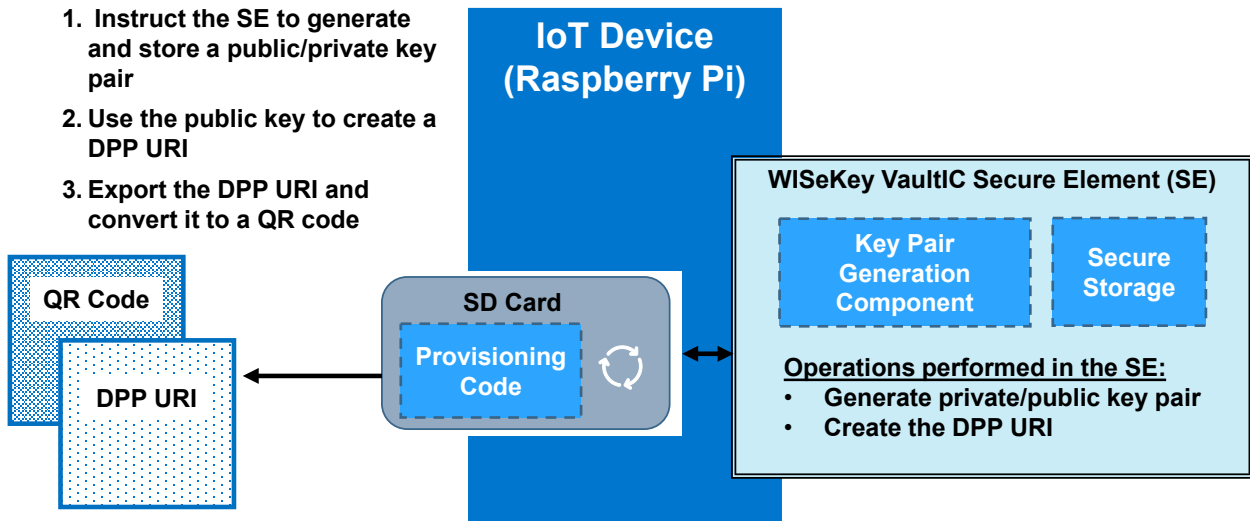 1. Instruct the SE to generate
and store a public/private key
pair
2. Use the public key to create a
DPP URI
3. Export the DPP URI and
convert it to a QR code
IoT Device
(Raspberry Pi)
WISeKey VaultIC Secure Element (SE)
Key Pair
Generation
Component
Secure
Storage
Operations performed in the SE:
• Generate private/public key pair
• Create the DPP URI
SD Card
Provisioning
Code
QR Code
DPP URI